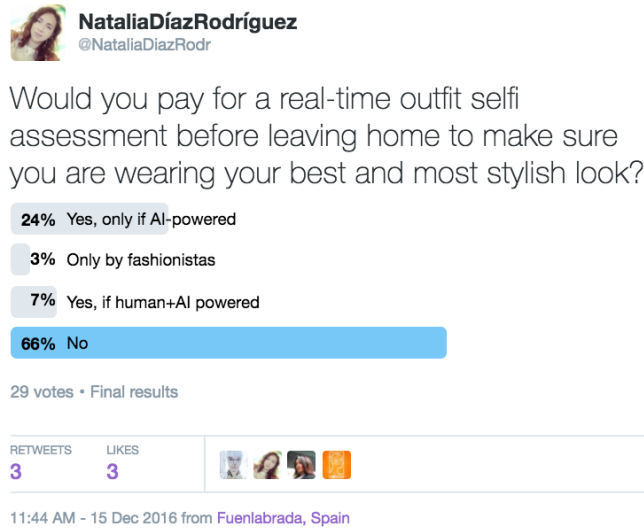 NataliaDíazRodríguez
@NataliaDiazRodr
Would you pay for a real-time outfit selfi
assessment before leaving home to make sure
you are wearing your best and most stylish look?
24% Yes, only if AI-powered
3% Only by fashionistas
7% Yes, if human+AI powered
66% No
29 votes • Final results
RETWEETS LIKES
3 3
11:44 AM - 15 Dec 2016 from Fuenlabrada, Spain